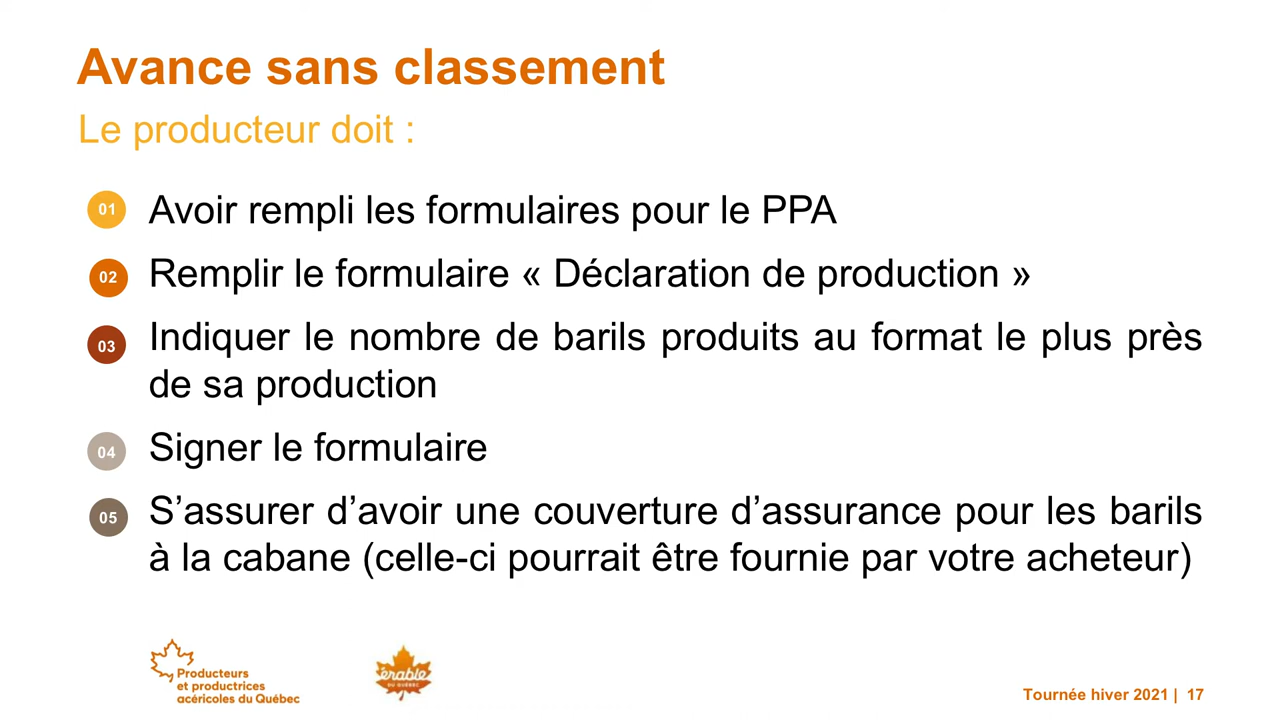 Avance sans classement
Le producteur doit :
01 Avoir rempli les formulaires pour le PPA
02 Remplir le formulaire « Déclaration de production »
03 Indiquer le nombre de barils produits au format le plus près
de sa production
04 Signer le formulaire
05 S’assurer d’avoir une couverture d’assurance pour les barils
à la cabane (celle-ci pourrait être fournie par votre acheteur)
Producteurs
et productrices
acéricoles du Québec
érable
DU QUÉBEC
Tournée hiver 2021 | 17